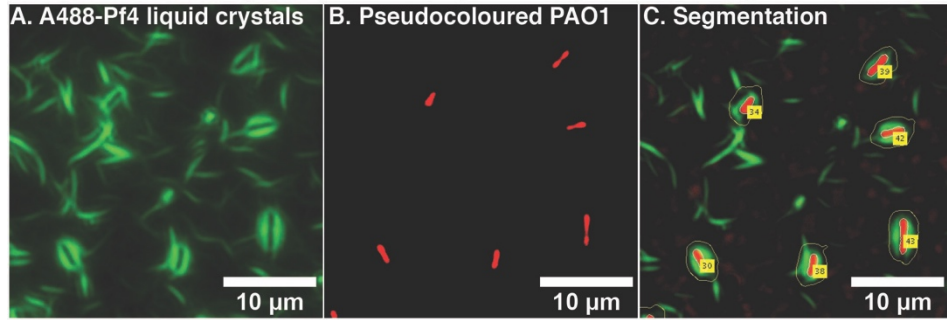 A. A488-Pf4 liquid crystals
B. Pseudocoloured PAO1
C. Segmentation
39
34
42
43
30
38
10 µm
10 µm
10 µm